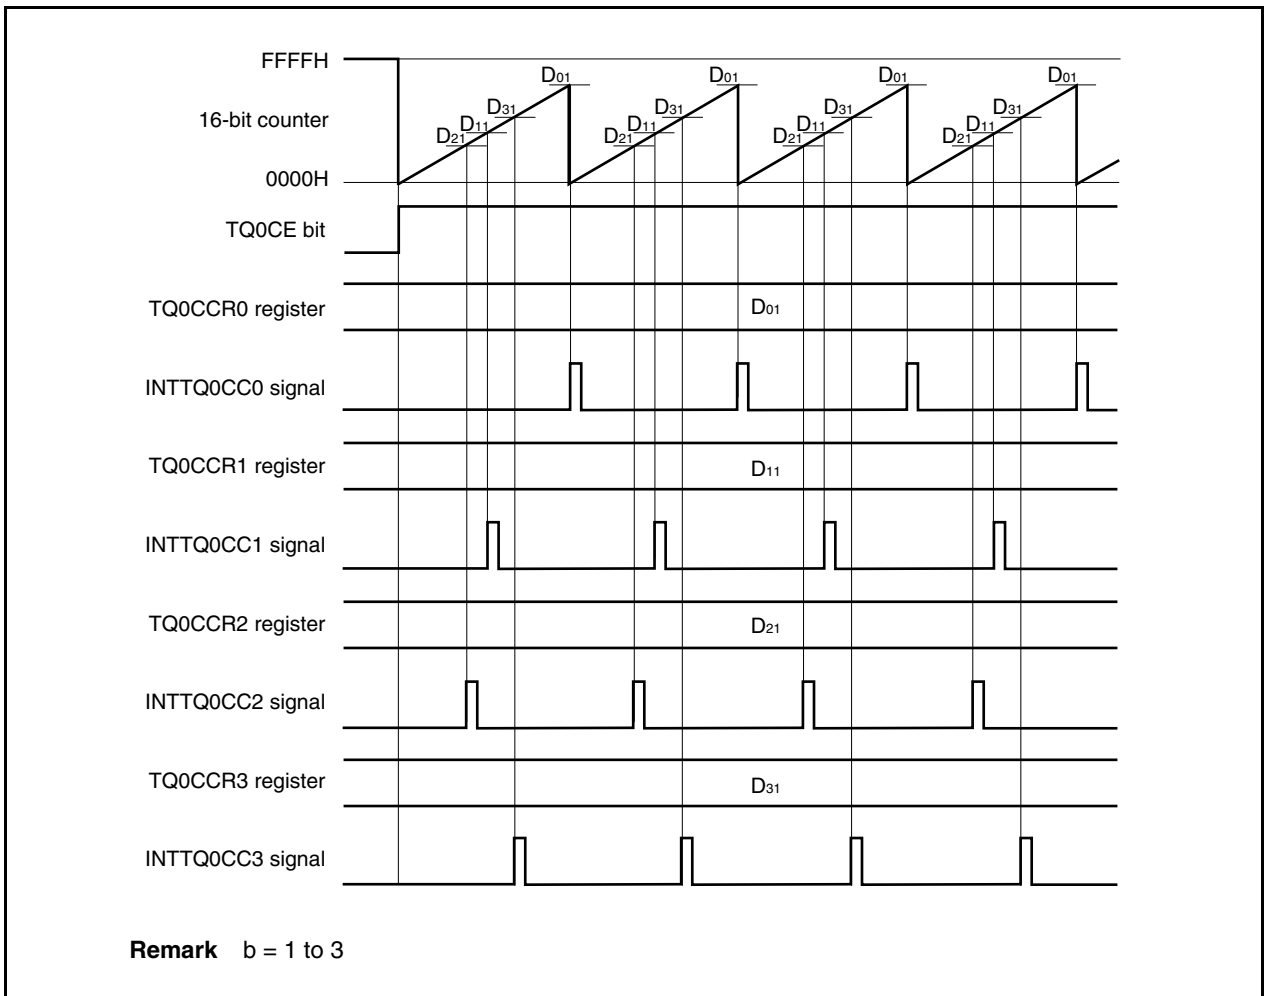 FFFFH
D01 D01 D01 D01
16-bit counter
D31 D31 D31 D31
D11 D11 D11 D11
D21 D21 D21 D21
0000H
TQ0CE bit
TQ0CCR0 register
D01
INTTQ0CC0 signal
TQ0CCR1 register
D11
INTTQ0CC1 signal
TQ0CCR2 register
D21
INTTQ0CC2 signal
TQ0CCR3 register
D31
INTTQ0CC3 signal
Remark b = 1 to 3